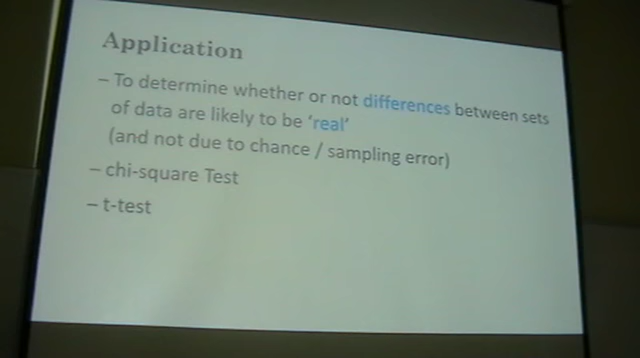 Application
– To determine whether or not differences between sets
of data are likely to be ‘real’
(and not due to chance / sampling error)
– chi-square Test
– t-test